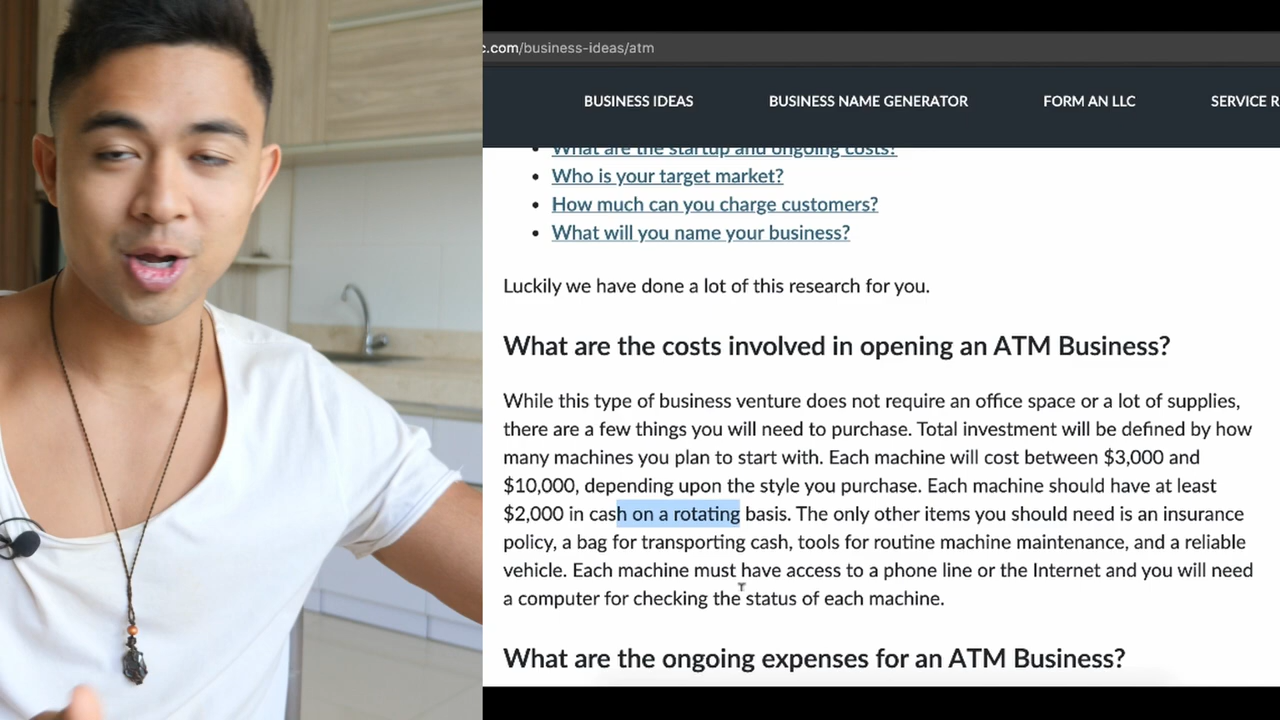 c.com/business-ideas/atm
BUSINESS IDEAS BUSINESS NAME GENERATOR FORM AN LLC SERVICE R
What are the startup and ongoing costs?
Who is your target market?
How much can you charge customers?
What will you name your business?
Luckily we have done a lot of this research for you.
What are the costs involved in opening an ATM Business?
While this type of business venture does not require an office space or a lot of supplies,
there are a few things you will need to purchase. Total investment will be defined by how
many machines you plan to start with. Each machine will cost between $3,000 and
$10,000, depending upon the style you purchase. Each machine should have at least
$2,000 in cash on a rotating basis. The only other items you should need is an insurance
policy, a bag for transporting cash, tools for routine machine maintenance, and a reliable
vehicle. Each machine must have access to a phone line or the Internet and you will need
a computer for checking the status of each machine.
What are the ongoing expenses for an ATM Business?